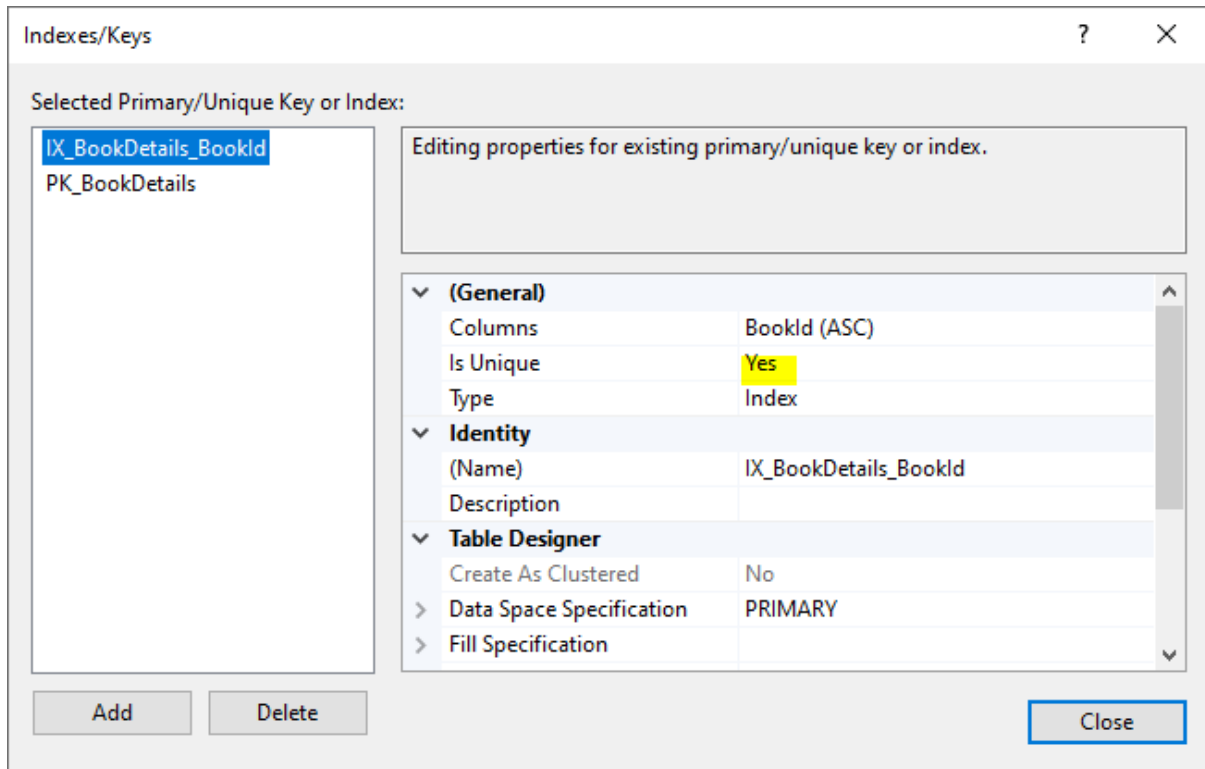 Indexes/Keys
?
Selected Primary/Unique Key or Index:
IX_BookDetails_BookId
PK_BookDetails
Editing properties for existing primary/unique key or index.
(General)
Columns BookId (ASC)
Is Unique Yes
Type Index
Identity
(Name) IX_BookDetails_BookId
Description
Table Designer
Create As Clustered No
Data Space Specification PRIMARY
Fill Specification
Add Delete
Close